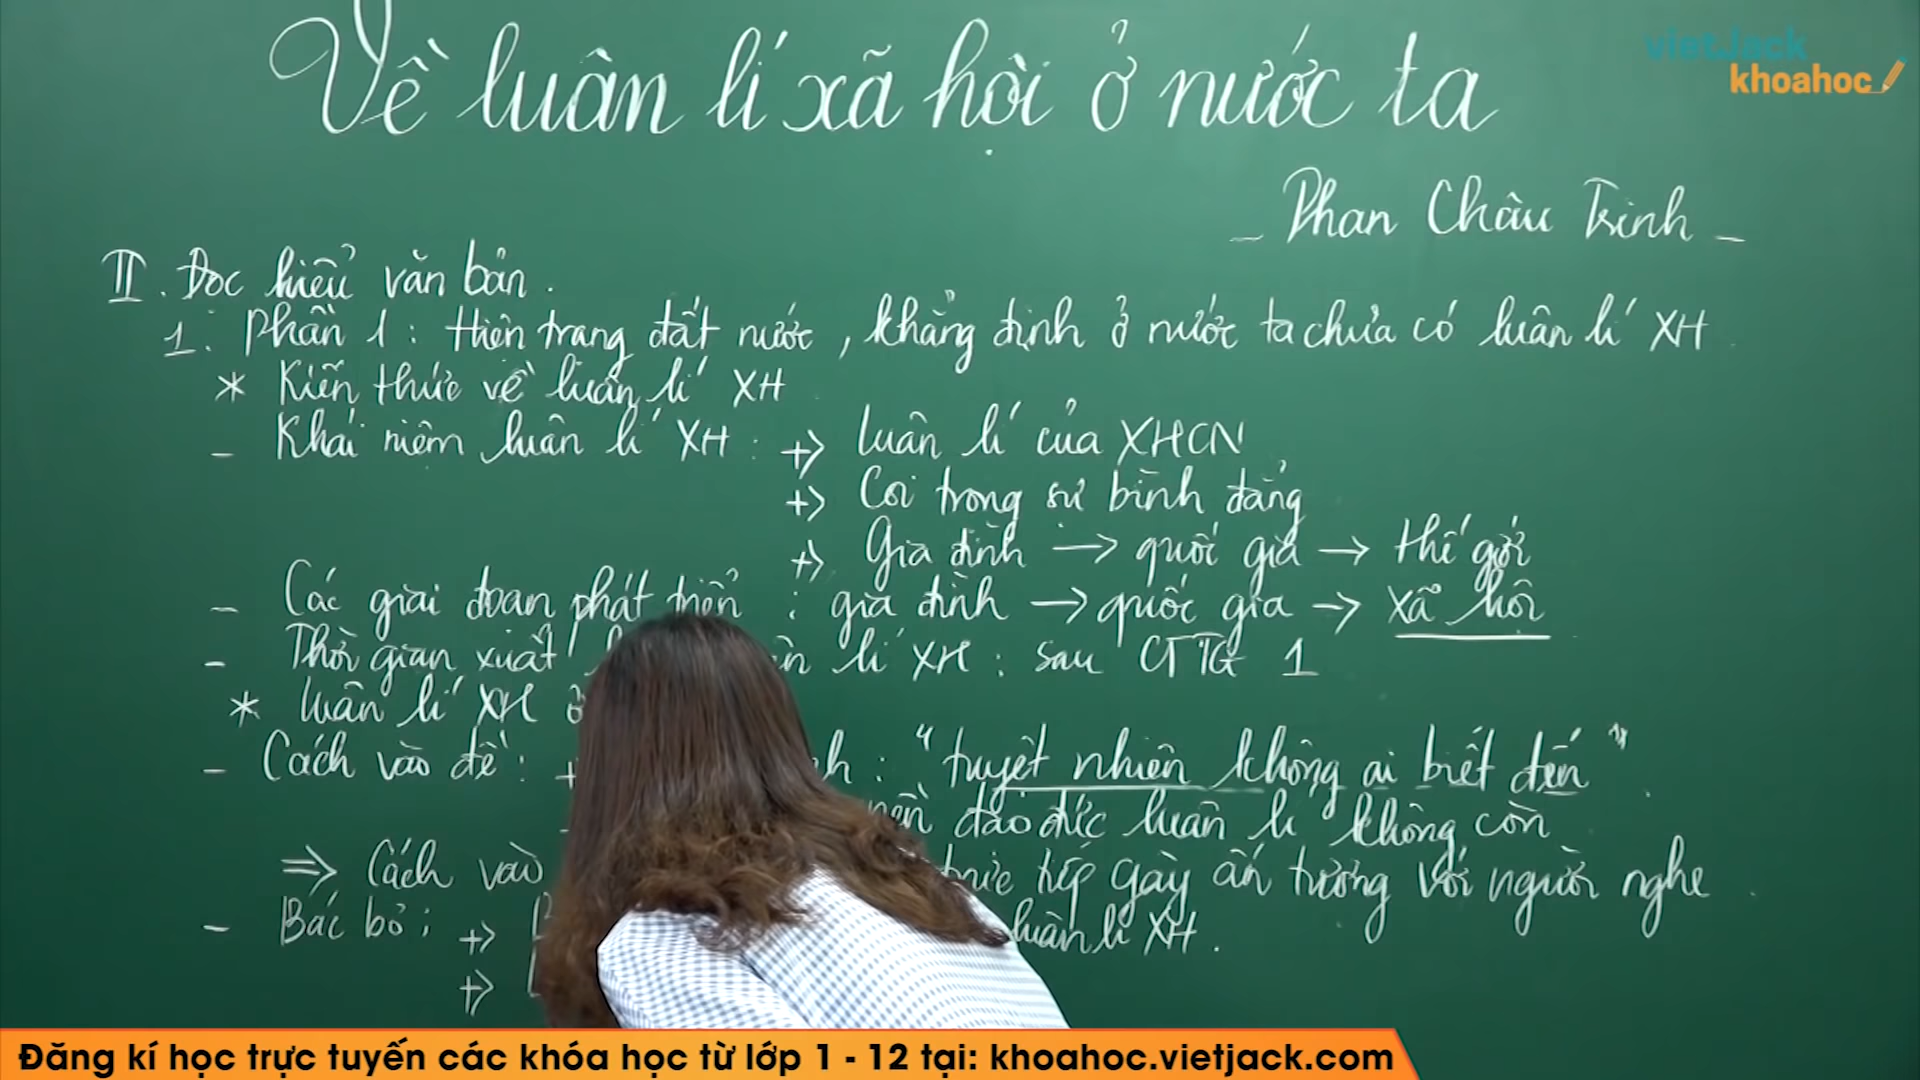 Về luân lí xã hội ở nước ta
vietJack
khoahoc
- Phan Châu Trinh -
II. Đọc hiểu văn bản.
1. Phần 1: Hiện trạng đất nước, khẳng định ở nước ta chưa có luân lí XH
* Kiến thức về luân lí XH
- Khái niệm luân lí XH: +> luân lí của XHCN
+> Coi trọng sự bình đẳng
+> Gia đình → quốc gia → thế giới
- Các giai đoạn phát triển : gia đình → quốc gia → xã hội
- Thời gian xuất lí XH: sau CTTG 1
* luân lí XH ở
- Cách vào đề: “tuyệt nhiên không ai biết đến”.
nền đạo đức luân lí không còn
⇒ Cách vào trực tiếp gây ấn tượng với người nghe.
- Bác bỏ: +> luân lí XH.
+>
Đăng kí học trực tuyến các khóa học từ lớp 1 - 12 tại: khoahoc.vietjack.com